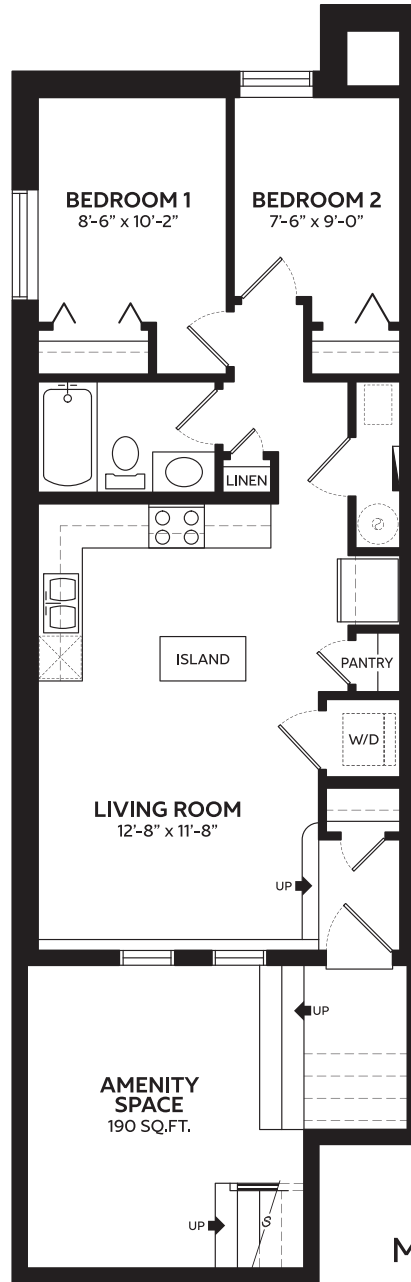 BEDROOM 1
8'-6" x 10'-2"
BEDROOM 2
7'-6" x 9'-0"
LINEN
ISLAND
PANTRY
W/D
LIVING ROOM
12'-8" x 11'-8"
UP
UP
AMENITY
SPACE
190 SQ.FT.
UP
S
M